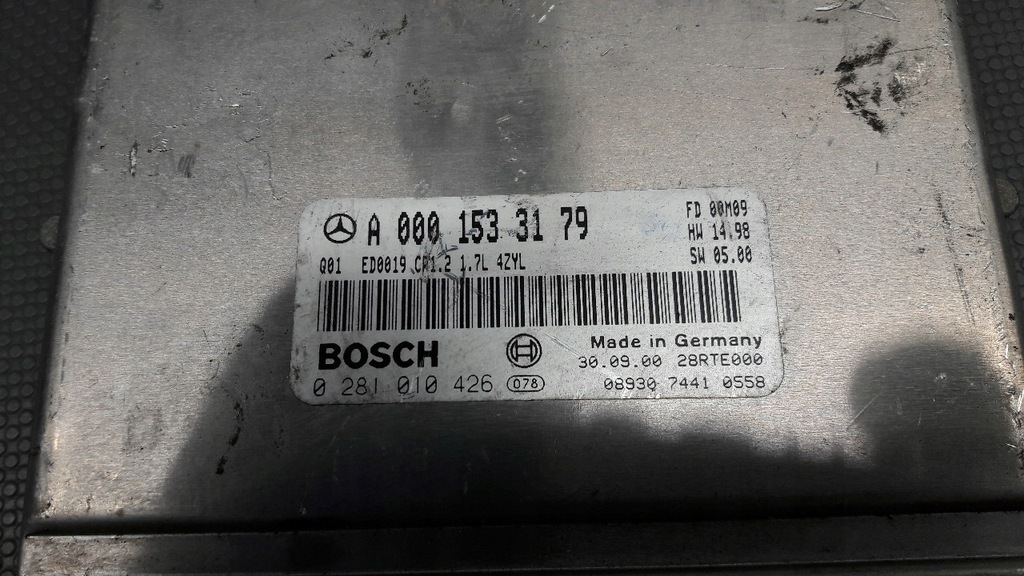 A 000 153 31 79
FD 00M09
HW 14.98
SW 05.00
Q01 ED0019 CR1.2 1.7L 4ZYL
BOSCH
Made in Germany
30.09.00 28RTE000
0 281 010 426 078
08930 7441 0558